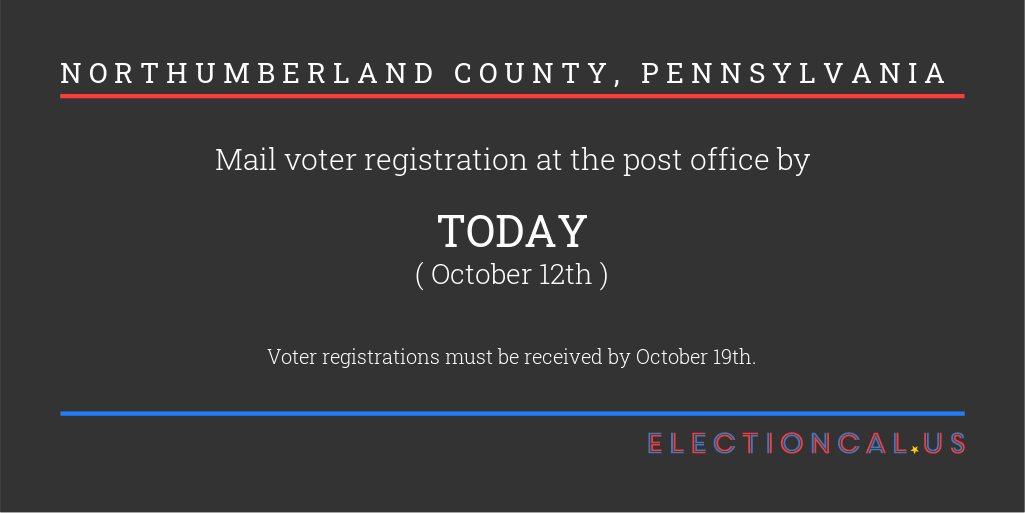 NORTHUMBERLAND COUNTY, PENNSYLVANIA
Mail voter registration at the post office by
TODAY
( October 12th )
Voter registrations must be received by October 19th.
ELECTIONCAL.US